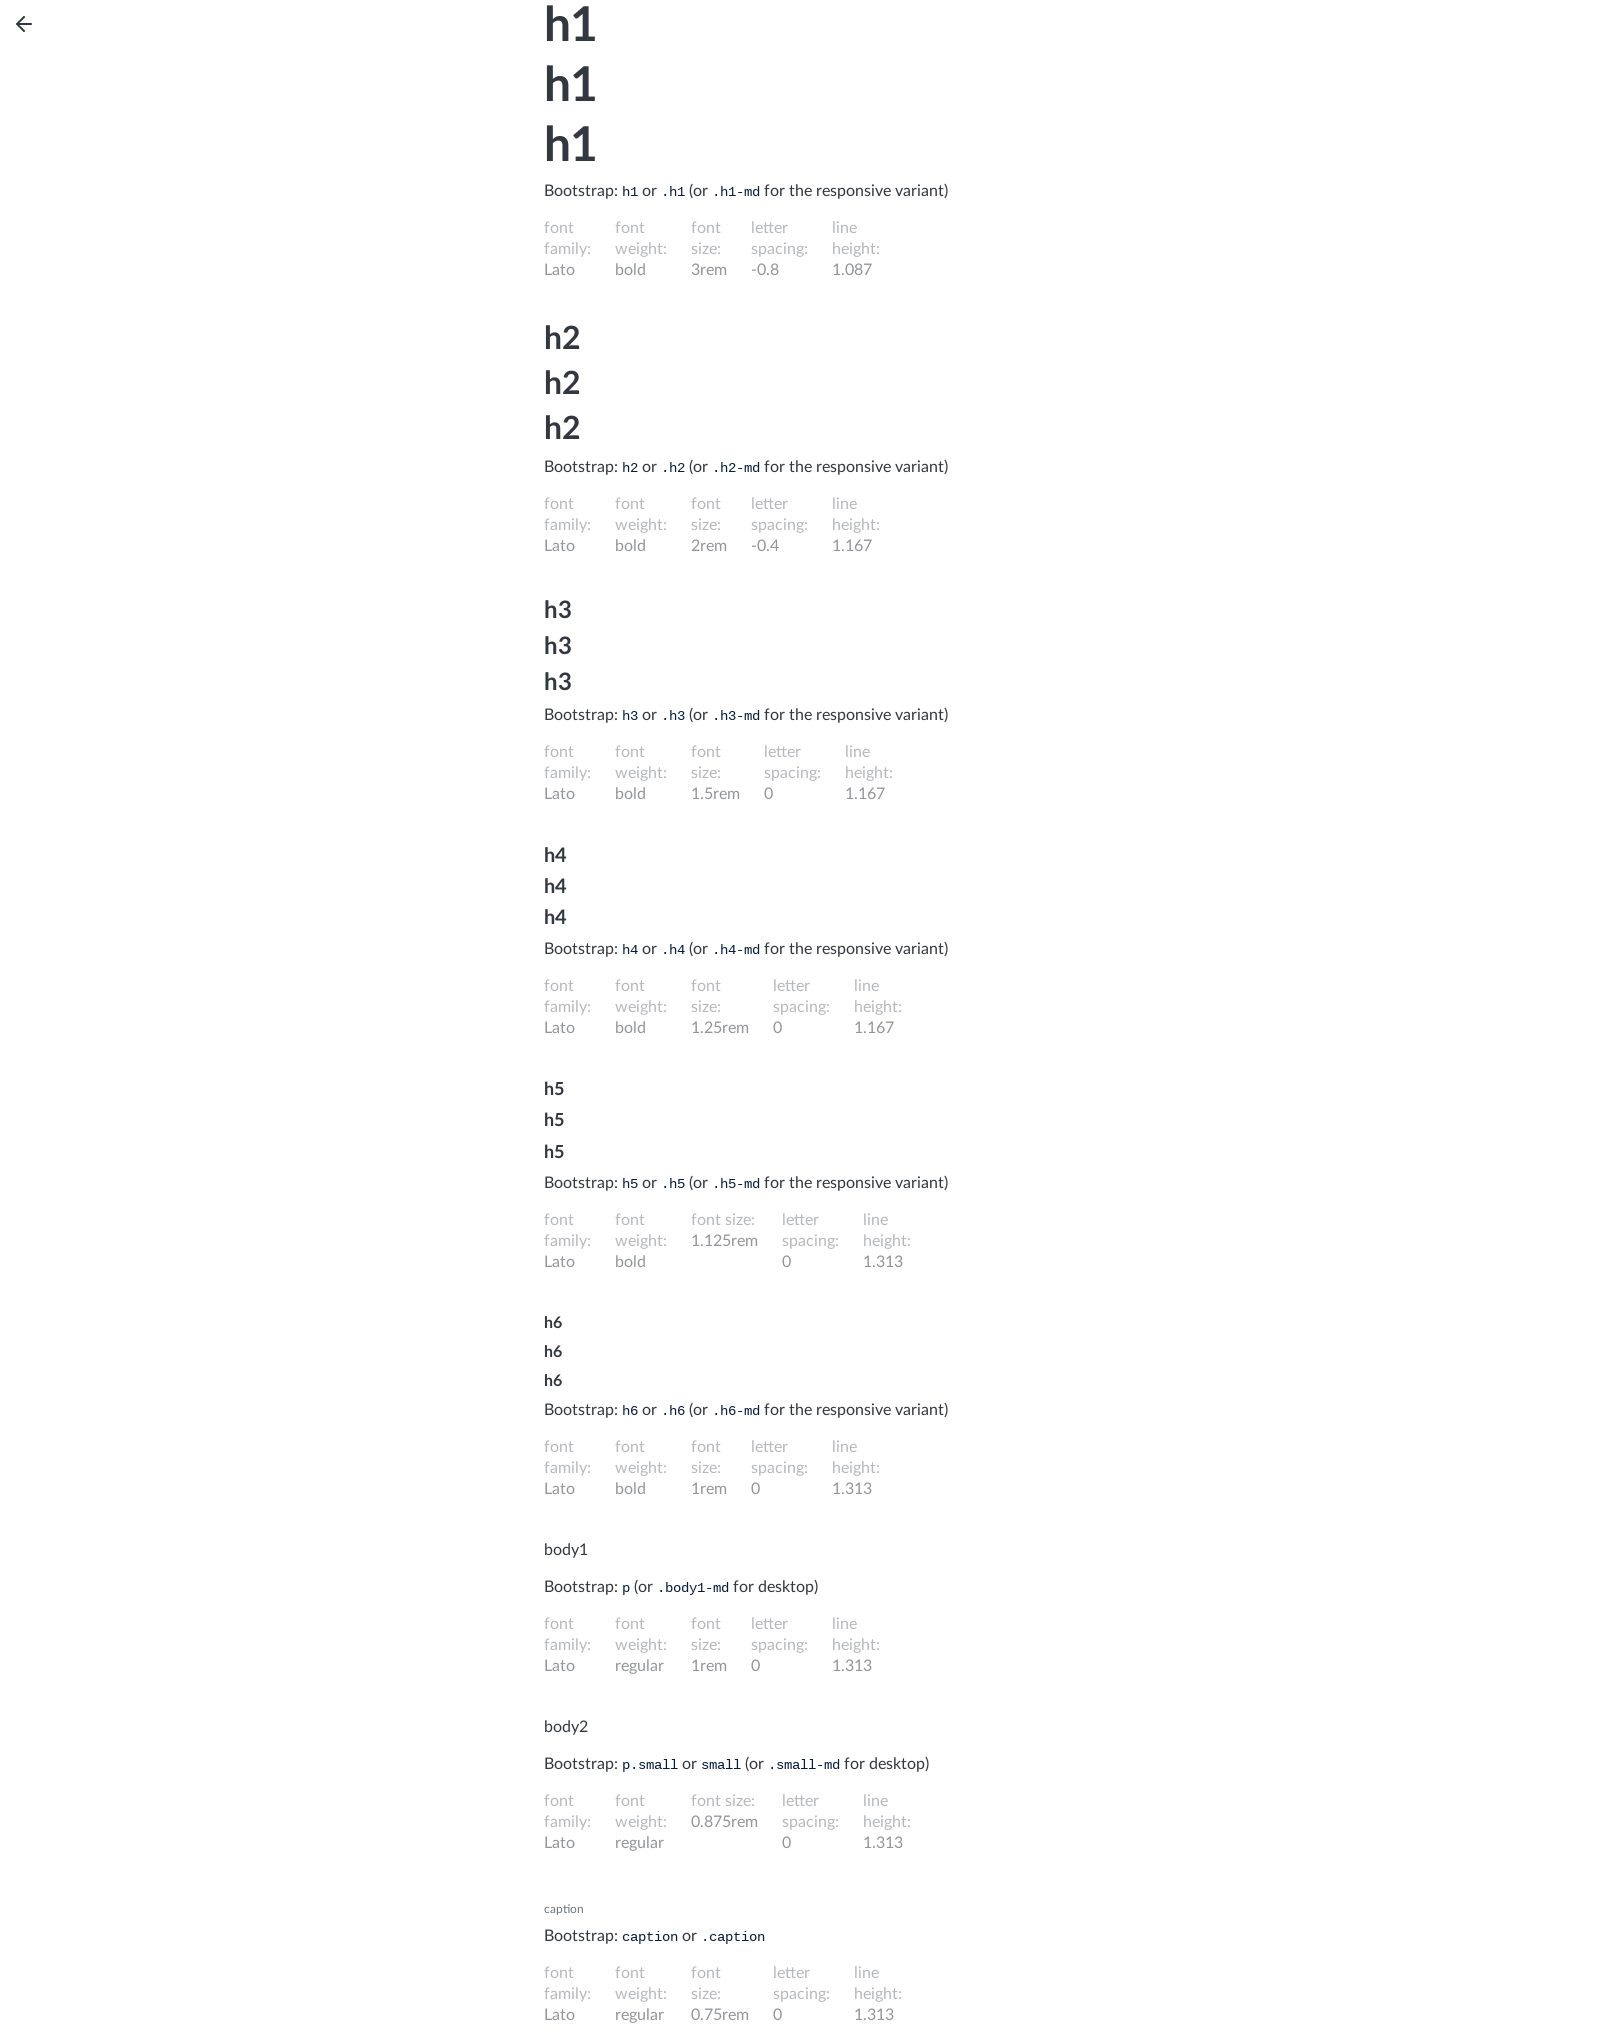 h1
h1
h1
Bootstrap: h1 or .h1 (or .h1-md for the responsive variant)
font font font letter line
family: weight: size: spacing: height:
Lato bold 3rem -0.8 1.087
h2
h2
h2
Bootstrap: h2 or .h2 (or .h2-md for the responsive variant)
font font font letter line
family: weight: size: spacing: height:
Lato bold 2rem -0.4 1.167
h3
h3
h3
Bootstrap: h3 or .h3 (or .h3-md for the responsive variant)
font font font letter line
family: weight: size: spacing: height:
Lato bold 1.5rem 0 1.167
h4
h4
h4
Bootstrap: h4 or .h4 (or .h4-md for the responsive variant)
font font font letter line
family: weight: size: spacing: height:
Lato bold 1.25rem 0 1.167
h5
h5
h5
Bootstrap: h5 or .h5 (or .h5-md for the responsive variant)
font font font size: letter line
family: weight: 1.125rem spacing: height:
Lato bold 0 1.313
h6
h6
h6
Bootstrap: h6 or .h6 (or .h6-md for the responsive variant)
font font font letter line
family: weight: size: spacing: height:
Lato bold 1rem 0 1.313
body1
Bootstrap: p (or .body1-md for desktop)
font font font letter line
family: weight: size: spacing: height:
Lato regular 1rem 0 1.313
body2
Bootstrap: p.small or small (or .small-md for desktop)
font font font size: letter line
family: weight: 0.875rem spacing: height:
Lato regular 0 1.313
caption
Bootstrap: caption or .caption
font font font letter line
family: weight: size: spacing: height:
Lato regular 0.75rem 0 1.313